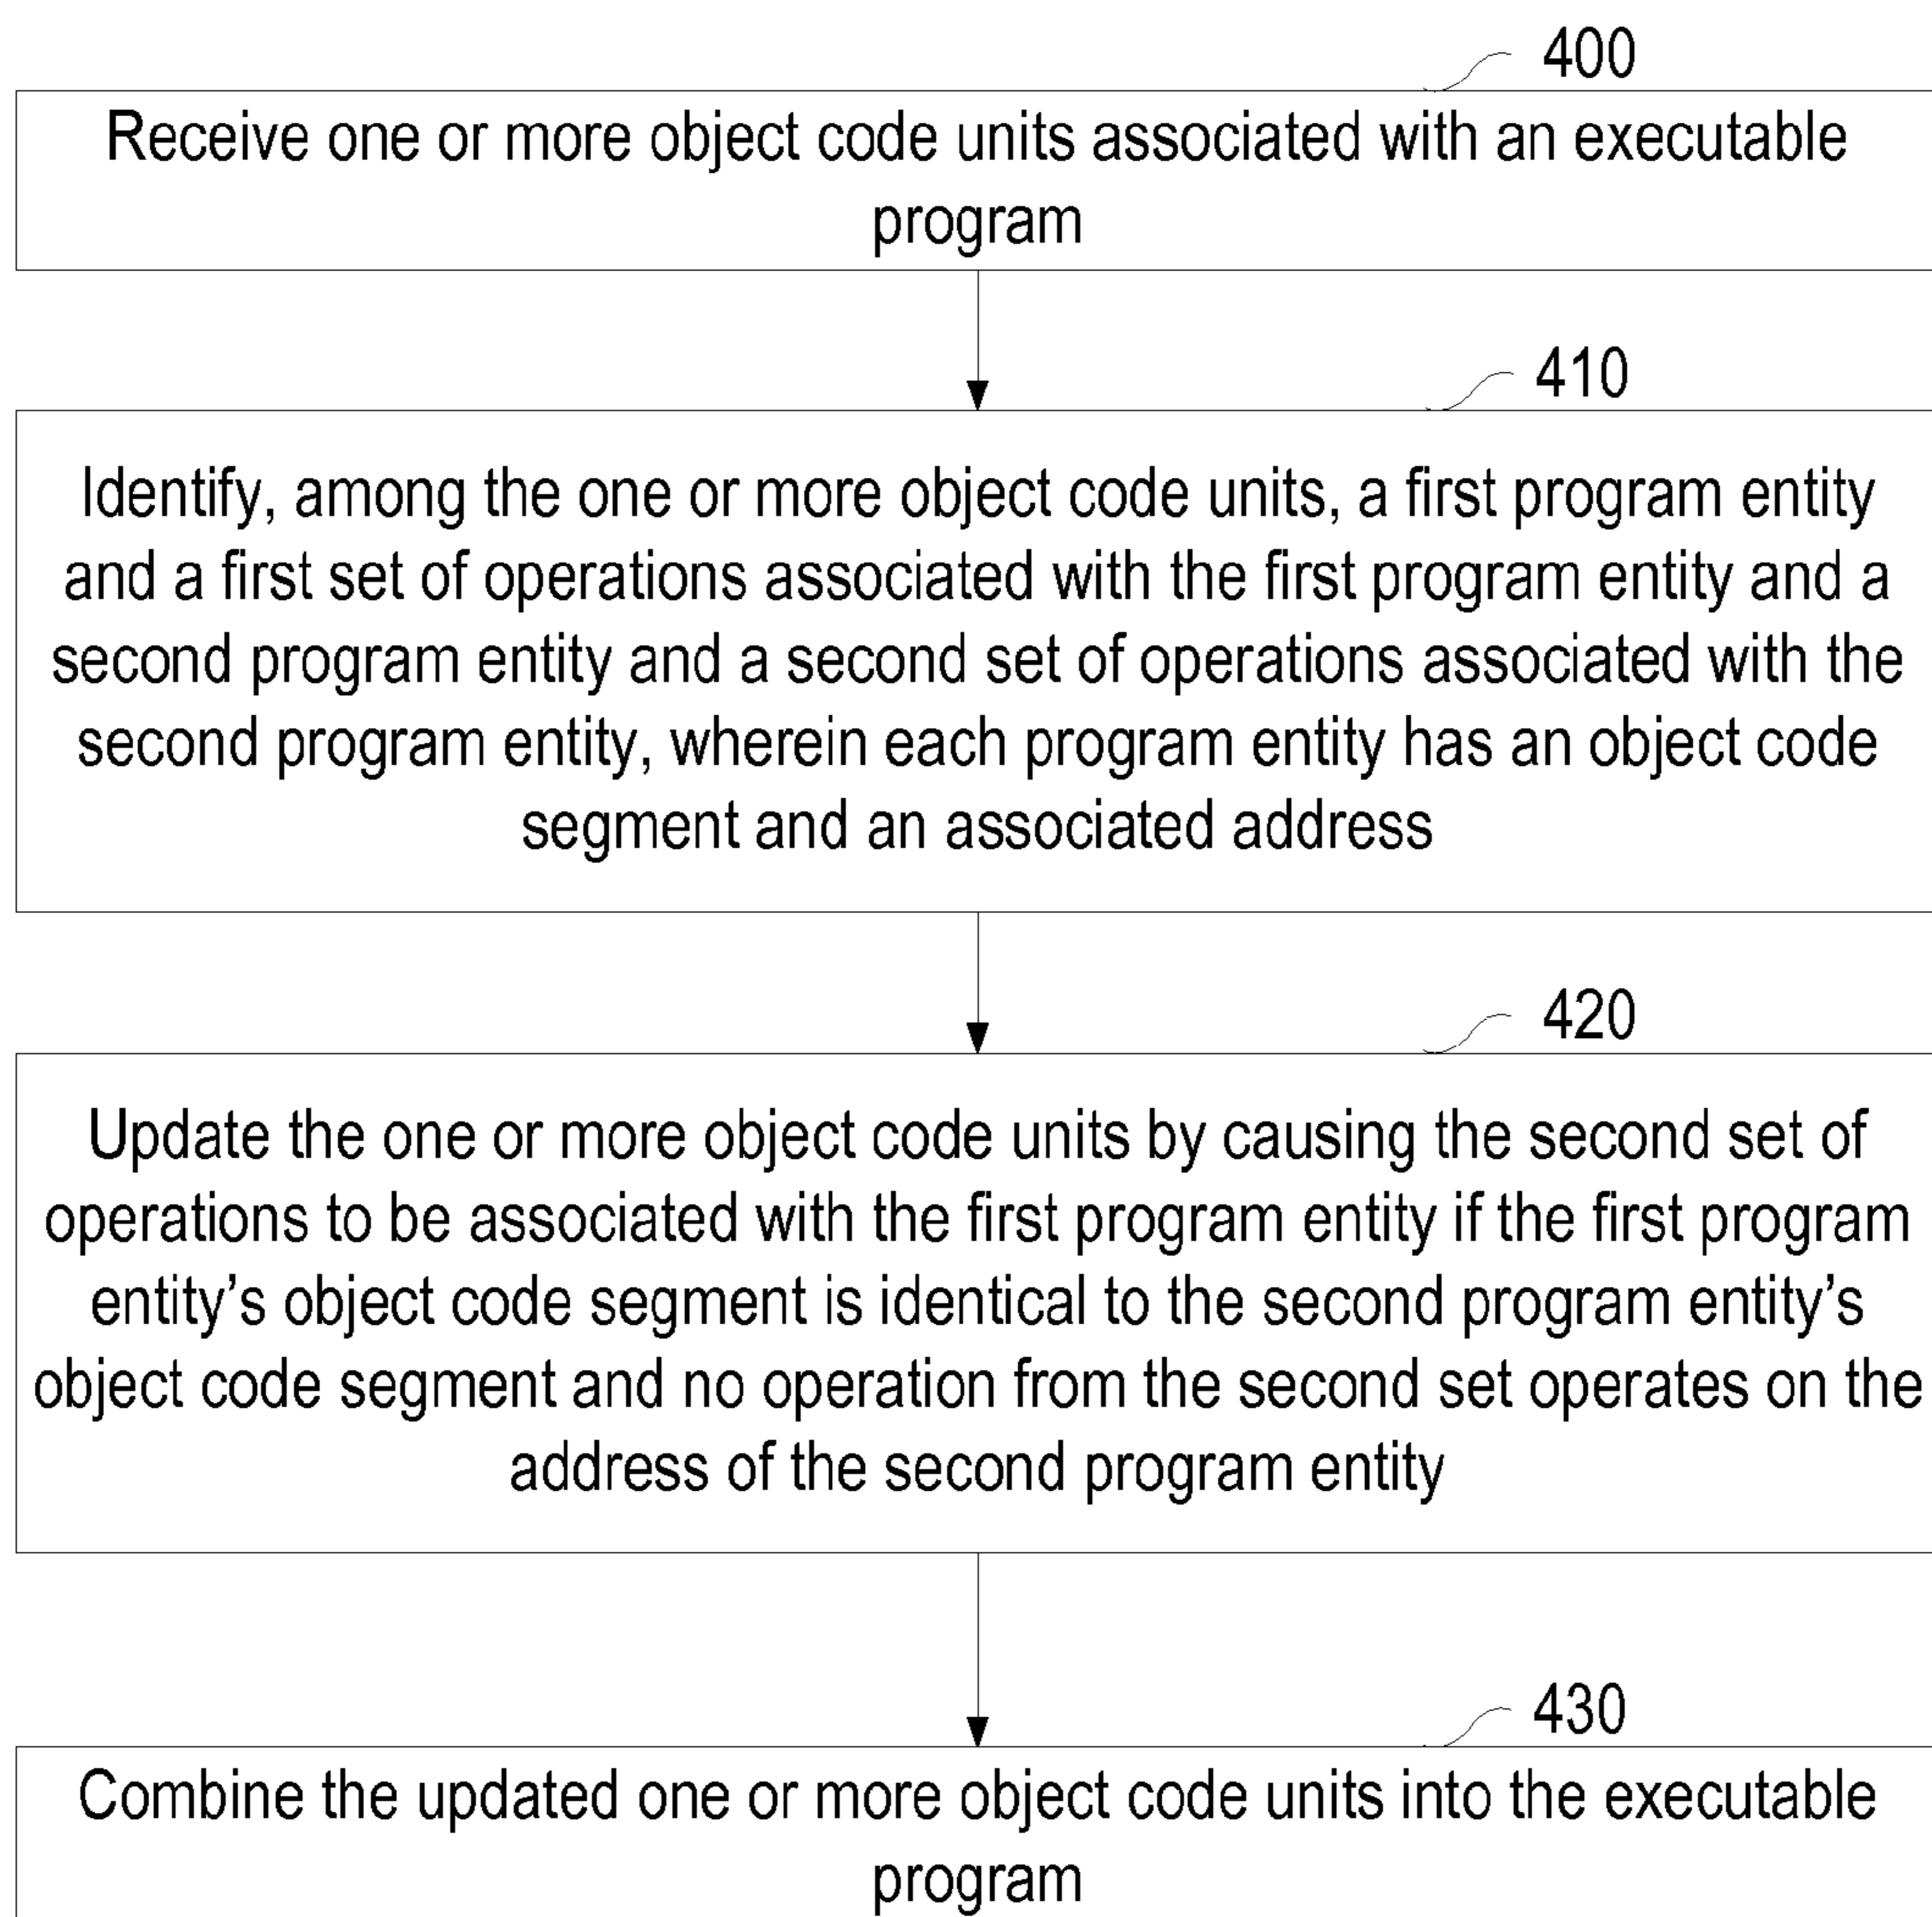 400
Receive one or more object code units associated with an executable
program
410
Identify, among the one or more object code units, a first program entity
and a first set of operations associated with the first program entity and a
second program entity and a second set of operations associated with the
second program entity, wherein each program entity has an object code
segment and an associated address
420
Update the one or more object code units by causing the second set of
operations to be associated with the first program entity if the first program
entity’s object code segment is identical to the second program entity’s
object code segment and no operation from the second set operates on the
address of the second program entity
430
Combine the updated one or more object code units into the executable
program